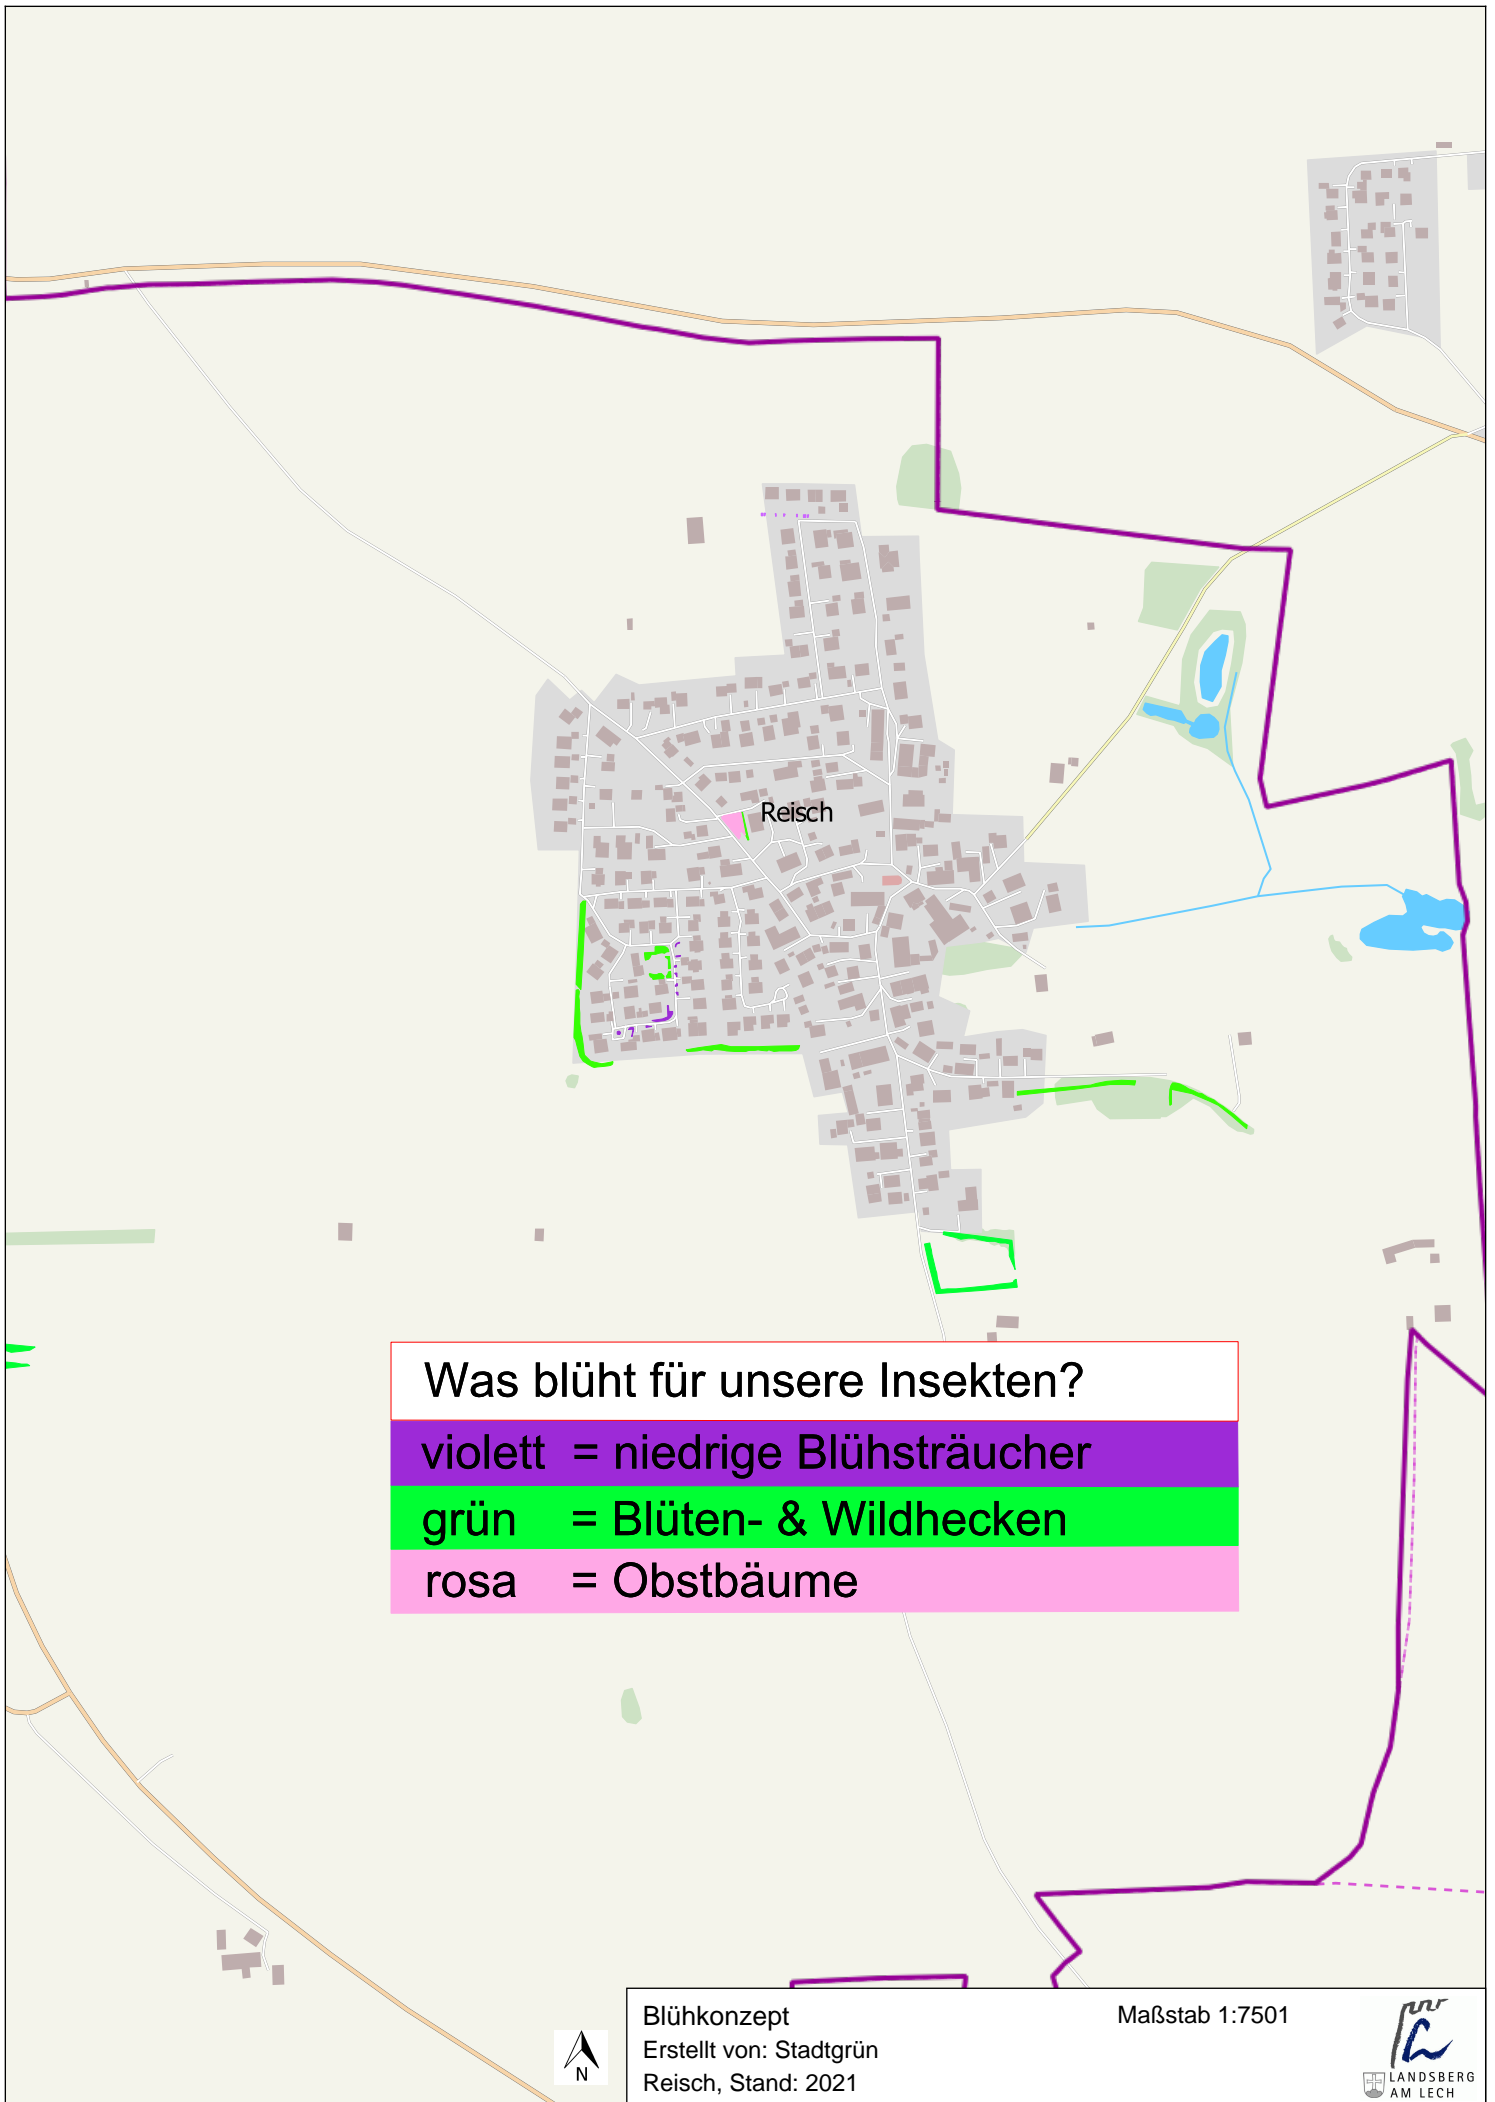 Reisch
Was blüht für unsere Insekten?
violett = niedrige Blühsträucher
grün = Blüten- & Wildhecken
rosa = Obstbäume
Blühkonzept
Maßstab 1:7501
Erstellt von: Stadtgrün
Reisch, Stand: 2021
N
LANDSBERG
AM LECH